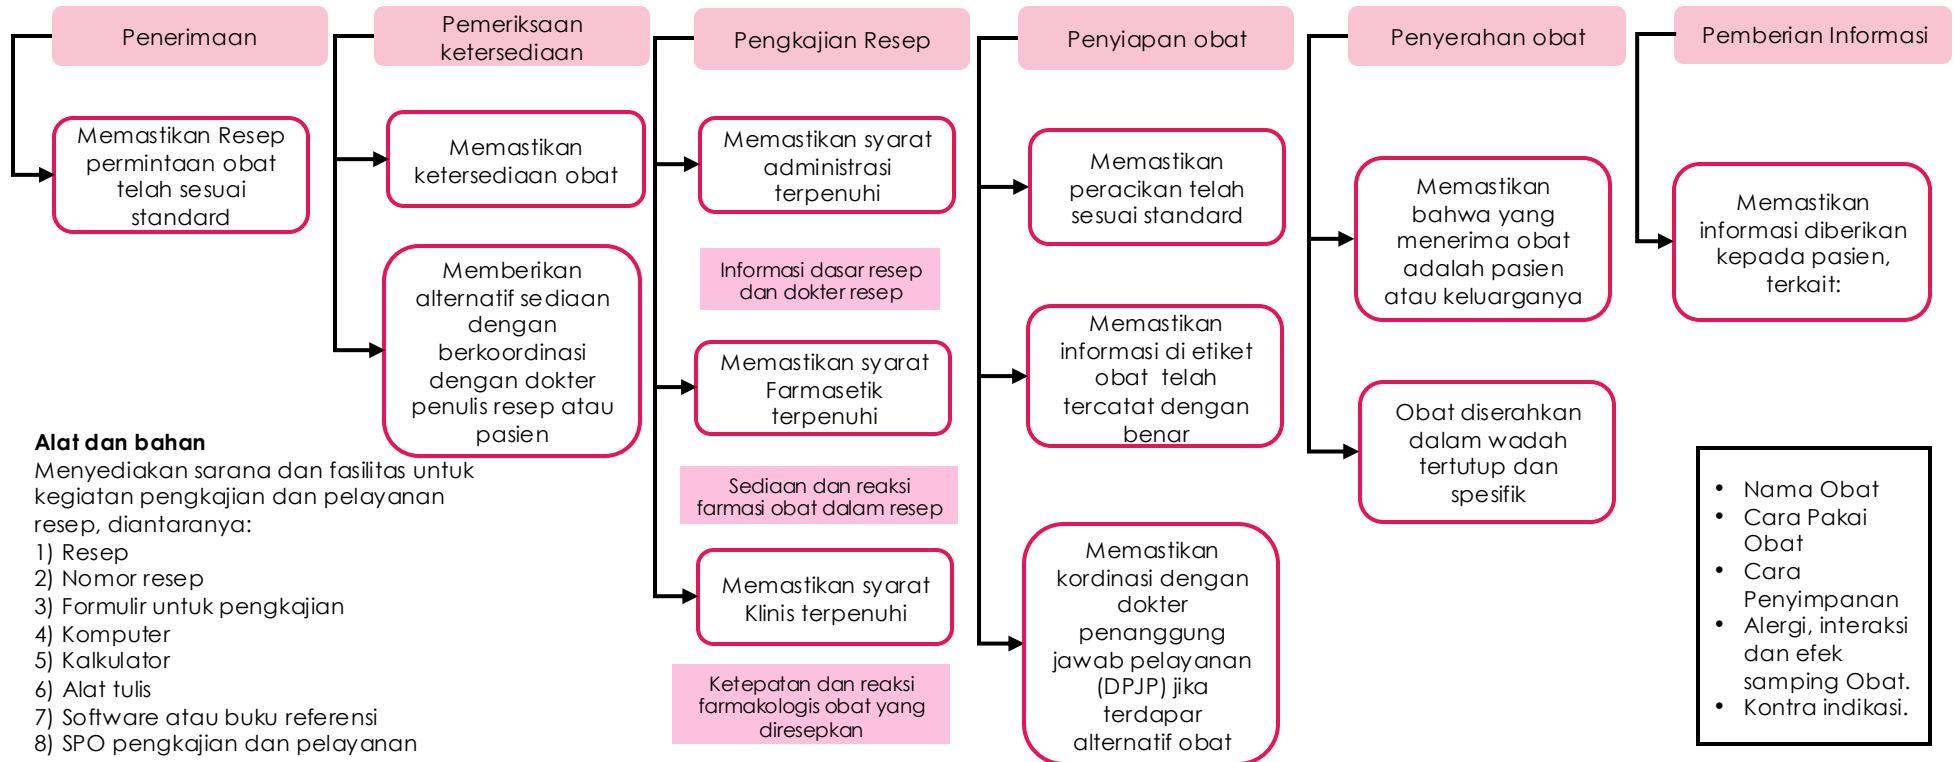 Penerimaan
Memastikan Resep
permintaan obat
telah sesuai
standard
Pemeriksaan
ketersediaan
Memastikan
ketersediaan obat
Memberikan
alternatif sediaan
dengan
berkoordinasi
dengan dokter
penulis resep atau
pasien
Pengkajian Resep
Memastikan syarat
administrasi
terpenuhi
Informasi dasar resep
dan dokter resep
Memastikan syarat
Farmasetik
terpenuhi
Sediaan dan reaksi
farmasi obat dalam resep
Memastikan syarat
Klinis terpenuhi
Ketepatan dan reaksi
farmakologis obat yang
diresepkan
Penyiapan obat
Memastikan
peracikan telah
sesuai standard
Memastikan
informasi di etiket
obat  telah
tercatat dengan
benar
Memastikan
kordinasi dengan
dokter
penanggung
jawab pelayanan
(DPJP) jika
terdapar
alternatif obat
Penyerahan obat
Memastikan
bahwa yang
menerima obat
adalah pasien
atau keluarganya
Obat diserahkan
dalam wadah
tertutup dan
spesifik
Pemberian Informasi
Memastikan
informasi diberikan
kepada pasien,
terkait:
• Nama Obat
• Cara Pakai
Obat
• Cara
Penyimpanan
• Alergi, interaksi
dan efek
samping Obat.
• Kontra indikasi.
Alat dan bahan
Menyediakan sarana dan fasilitas untuk
kegiatan pengkajian dan pelayanan
resep, diantaranya:
1) Resep
2) Nomor resep
3) Formulir untuk pengkajian
4) Komputer
5) Kalkulator
6) Alat tulis
7) Software atau buku referensi
8) SPO pengkajian dan pelayanan